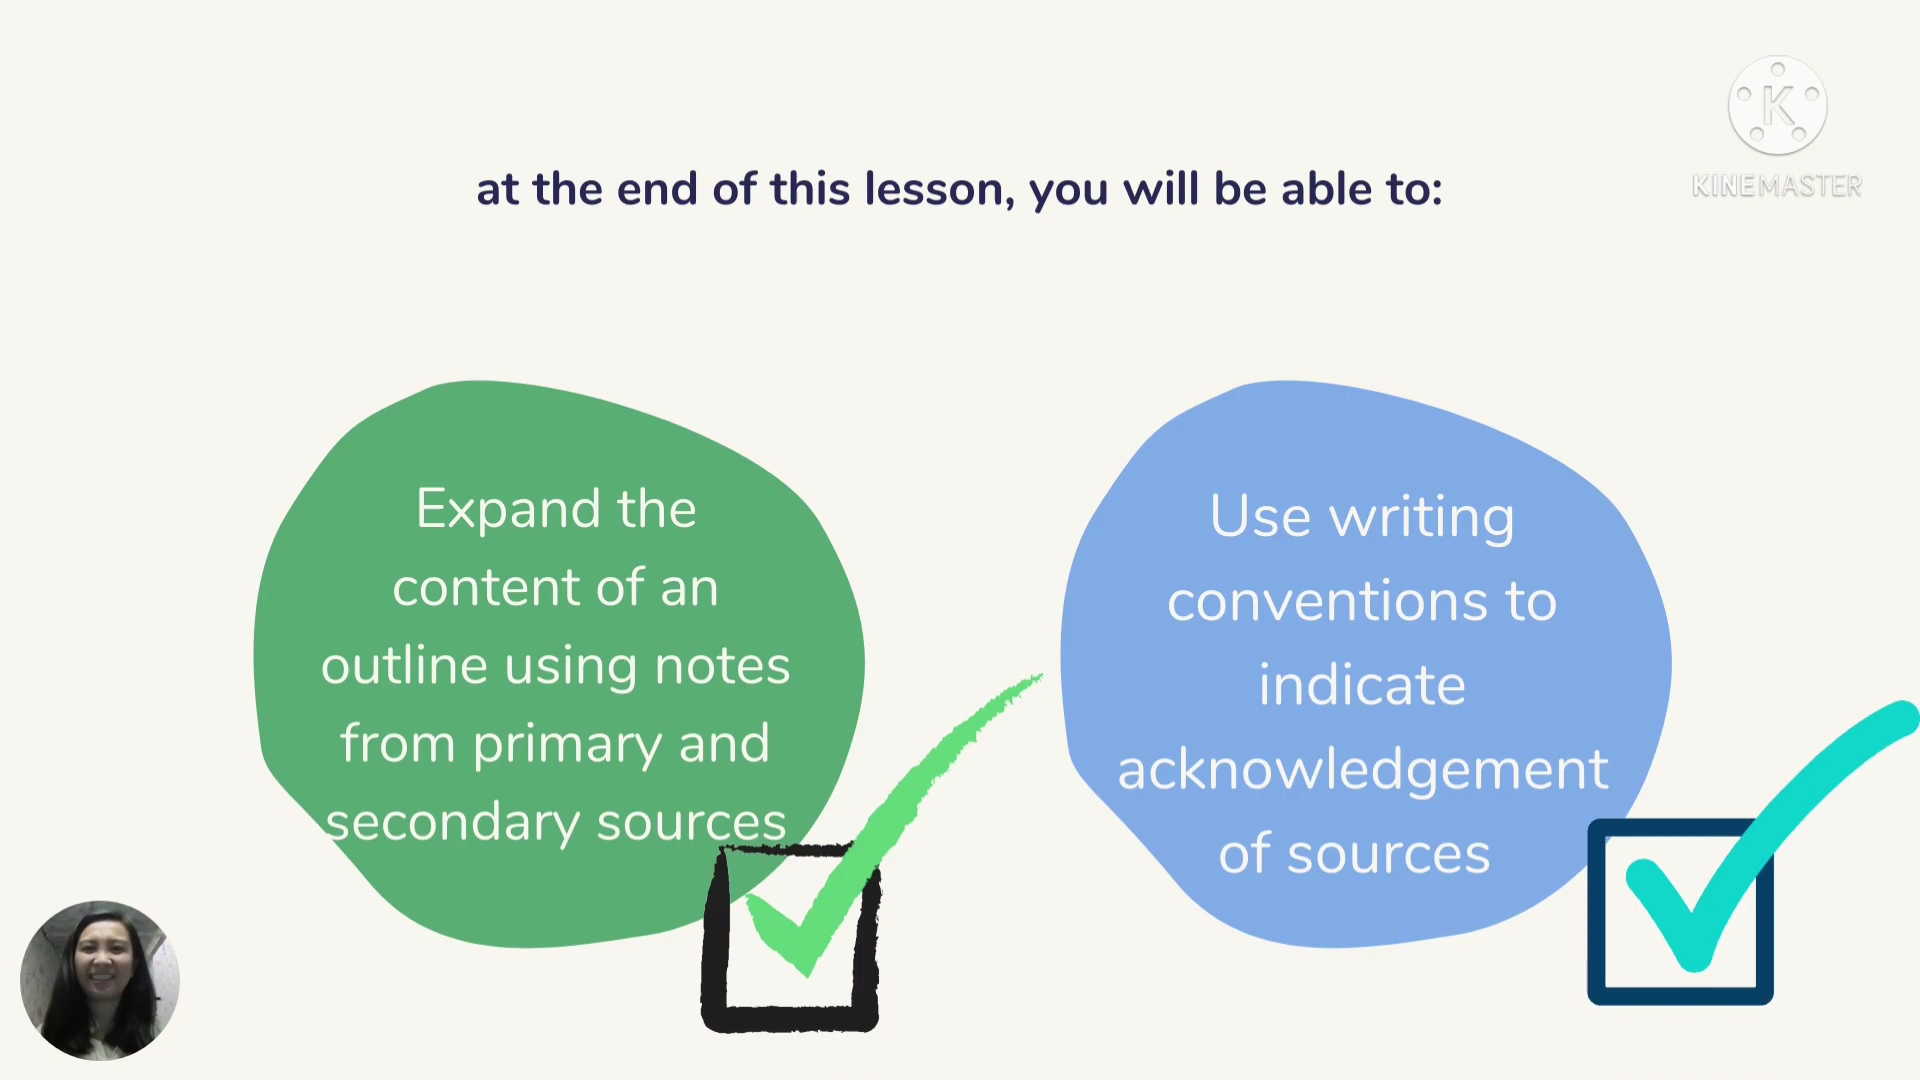 K
KINEMASTER
at the end of this lesson, you will be able to:
Expand the
content of an
outline using notes
from primary and
secondary sources
Use writing
conventions to
indicate
acknowledgement
of sources